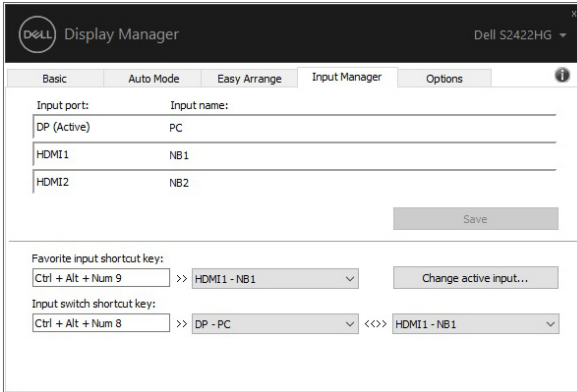 DELL Display Manager Dell S2422HG
x
Basic Auto Mode Easy Arrange Input Manager Options i
Input port: Input name:
DP (Active) PC
HDMI1 NB1
HDMI2 NB2
Save
Favorite input shortcut key:
Ctrl + Alt + Num 9 >> HDMI1 - NB1 Change active input...
Input switch shortcut key:
Ctrl + Alt + Num 8 >> DP - PC <<>> HDMI1 - NB1